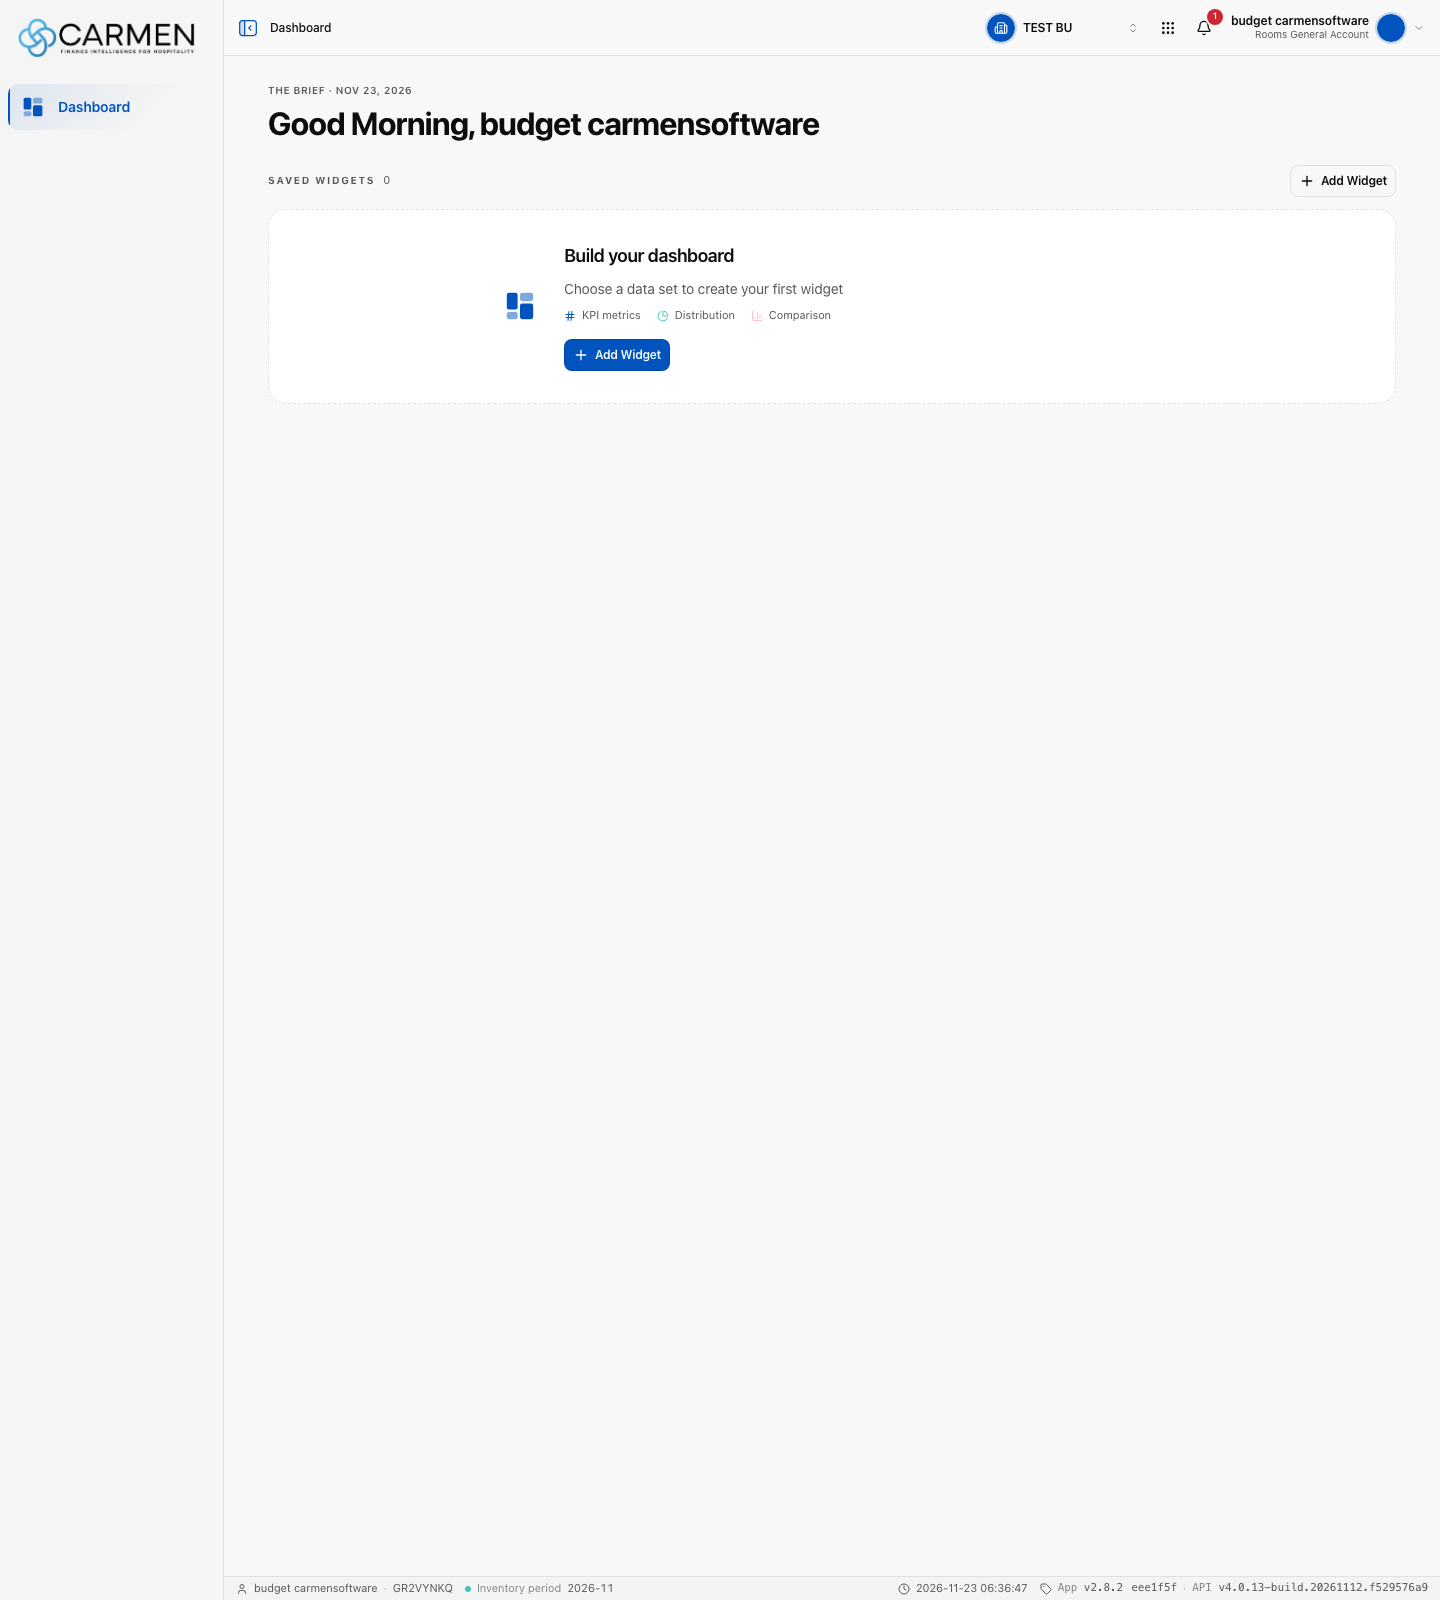 CARMEN
FINANCE INTELLIGENCE FOR HOSPITALITY
Dashboard
Dashboard
TEST BU
1
budget carmensoftware
Rooms General Account
THE BRIEF · NOV 23, 2026
Good Morning, budget carmensoftware
SAVED WIDGETS 0
Add Widget
Build your dashboard
Choose a data set to create your first widget
KPI metrics Distribution Comparison
Add Widget
budget carmensoftware · GR2VYNKQ Inventory period 2026-11
2026-11-23 06:36:47 App v2.8.2 eee1f5f · API v4.0.13-build.20261112.f529576a9